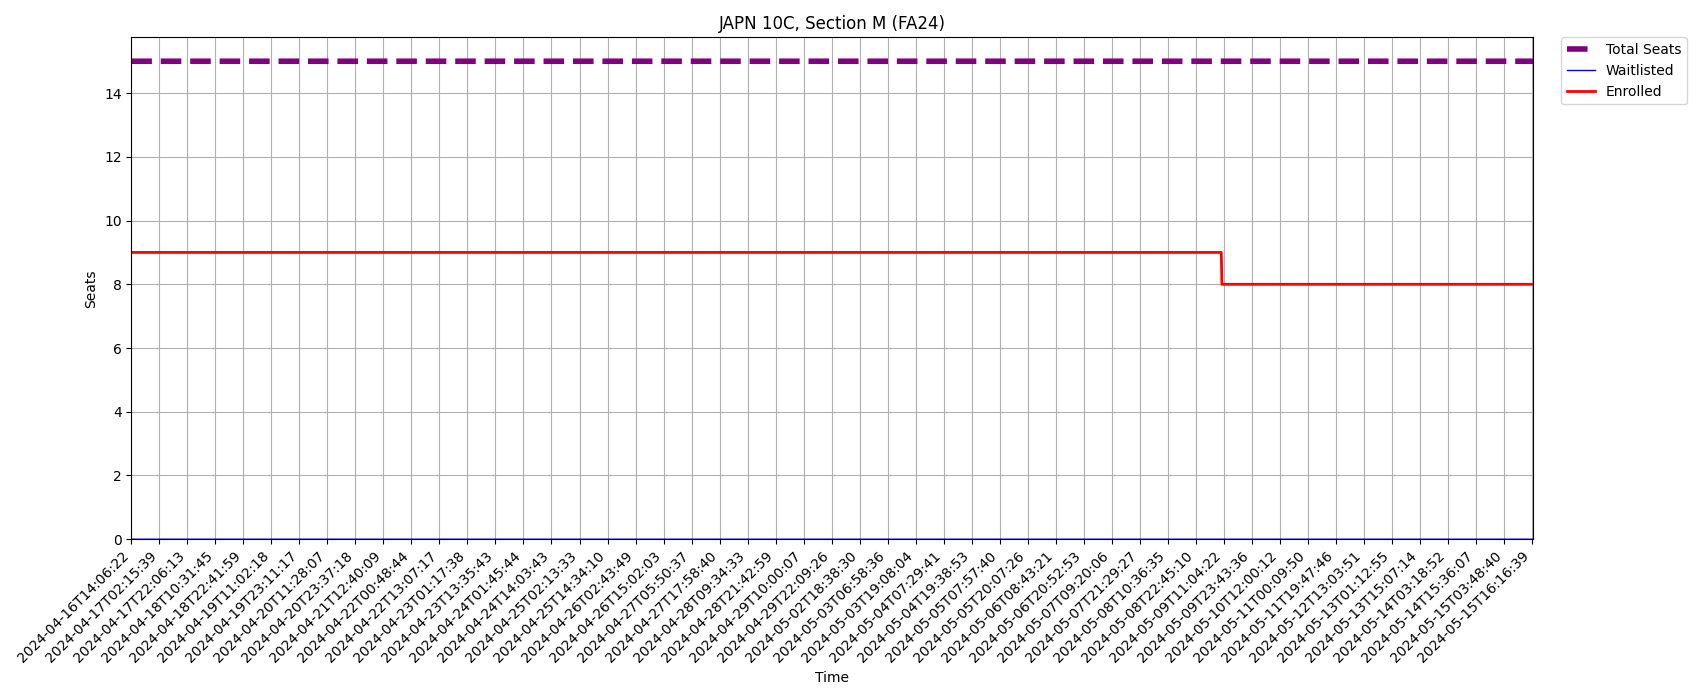 JAPN 10C, Section M (FA24)
Total Seats
Waitlisted
Enrolled
Seats
14
12
10
8
6
4
2
0
2024-04-16T14:06:22
2024-04-17T02:15:39
2024-04-17T22:06:13
2024-04-18T10:31:45
2024-04-18T22:41:59
2024-04-19T11:02:18
2024-04-19T23:11:17
2024-04-20T11:28:07
2024-04-20T23:37:18
2024-04-21T12:40:09
2024-04-22T00:48:44
2024-04-22T13:07:17
2024-04-23T01:17:38
2024-04-23T13:35:43
2024-04-24T01:45:44
2024-04-24T14:03:43
2024-04-25T02:13:33
2024-04-25T14:34:10
2024-04-26T02:43:49
2024-04-26T15:02:03
2024-04-27T05:50:37
2024-04-27T17:58:40
2024-04-28T09:34:33
2024-04-28T21:42:59
2024-04-29T10:00:07
2024-04-29T22:09:26
2024-05-02T18:38:30
2024-05-03T06:58:36
2024-05-03T19:08:04
2024-05-04T07:29:41
2024-05-04T19:38:53
2024-05-05T07:57:40
2024-05-05T20:07:26
2024-05-06T08:43:21
2024-05-06T20:52:53
2024-05-07T09:20:06
2024-05-07T21:29:27
2024-05-08T10:36:35
2024-05-08T22:45:10
2024-05-09T11:04:22
2024-05-09T23:43:36
2024-05-10T12:00:12
2024-05-11T00:09:50
2024-05-11T19:47:46
2024-05-12T13:03:51
2024-05-13T01:12:55
2024-05-13T15:07:14
2024-05-14T03:18:52
2024-05-14T15:36:07
2024-05-15T03:48:40
2024-05-15T16:16:39
Time